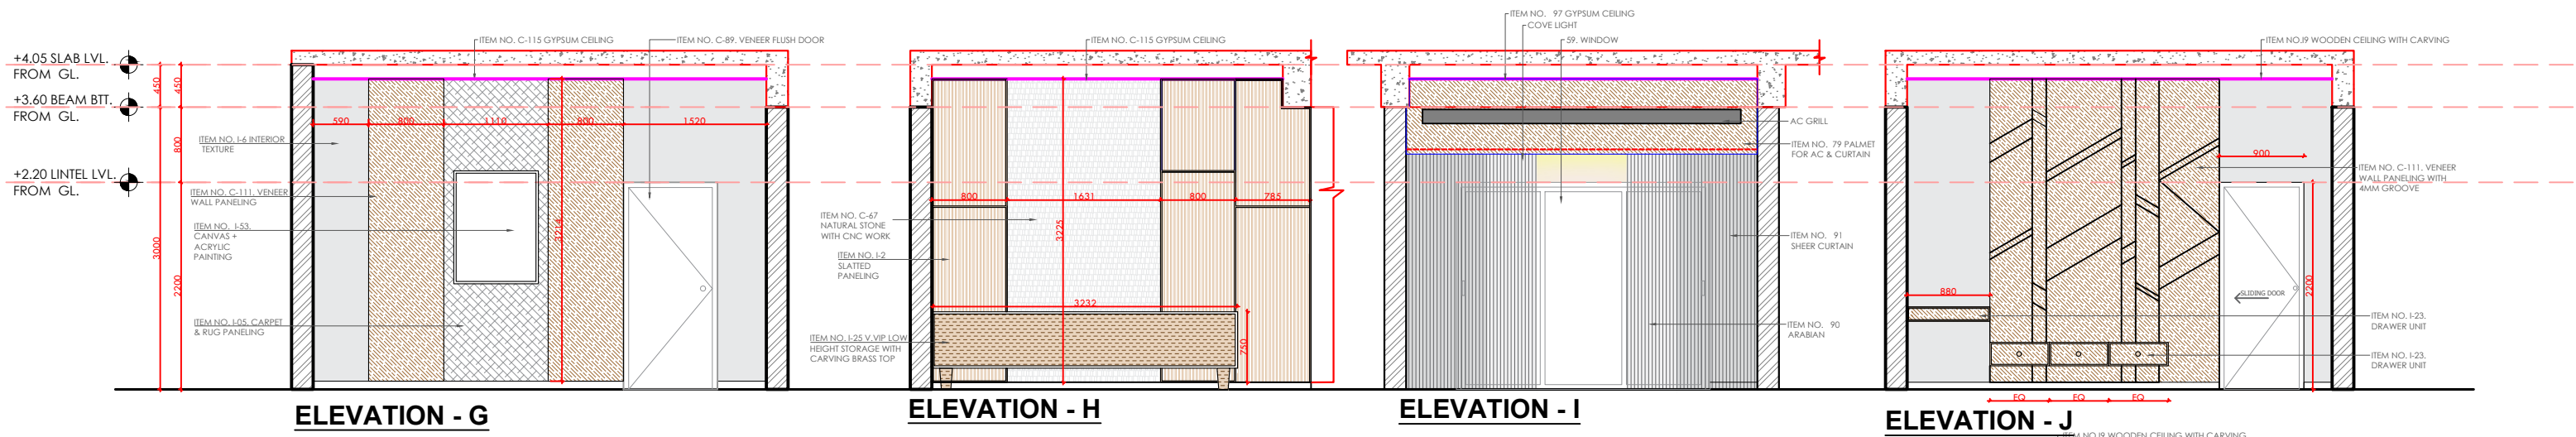 +4.05 SLAB LVL.
FROM GL.
+3.60 BEAM BTT.
FROM GL.
+2.20 LINTEL LVL.
FROM GL.
450
450
800
3000
2200
ITEM NO. C-115 GYPSUM CEILING
ITEM NO. C-89, VENEER FLUSH DOOR
590
800
1110
800
1520
ITEM NO. I-6 INTERIOR
TEXTURE
ITEM NO. C-111, VENEER
WALL PANELING
ITEM NO. I-53,
CANVAS +
ACRYLIC
PAINTING
ITEM NO. I-05, CARPET
& RUG PANELING
3214
ELEVATION - G
ITEM NO. C-115 GYPSUM CEILING
800
1631
800
785
ITEM NO. C-67
NATURAL STONE
WITH CNC WORK
ITEM NO. I-2
SLATTED
PANELING
3225
3232
750
ITEM NO. I-25 V.VIP LOW
HEIGHT STORAGE WITH
CARVING BRASS TOP
ELEVATION - H
ITEM NO. 97 GYPSUM CEILING
COVE LIGHT
59. WINDOW
AC GRILL
ITEM NO. 79 PALMET
FOR AC & CURTAIN
ITEM NO. 91
SHEER CURTAIN
ITEM NO. 90
ARABIAN
ELEVATION - I
ITEM NO.I9 WOODEN CEILING WITH CARVING
900
ITEM NO. C-111, VENEER
WALL PANELING WITH
4MM GROOVE
880
SLIDING DOOR
2200
ITEM NO. I-23,
DRAWER UNIT
ITEM NO. I-23,
DRAWER UNIT
EQ
EQ
EQ
ELEVATION - J
ITEM NO.I9 WOODEN CEILING WITH CARVING